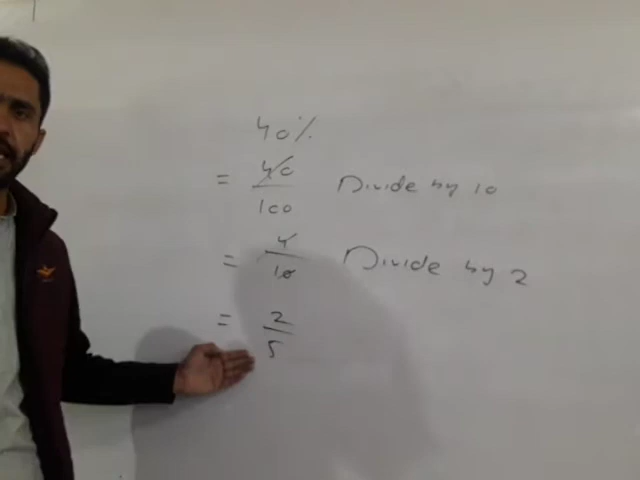 40%
= 40/100 Divide by 10
= 4/10 Divide by 2
= 2/5